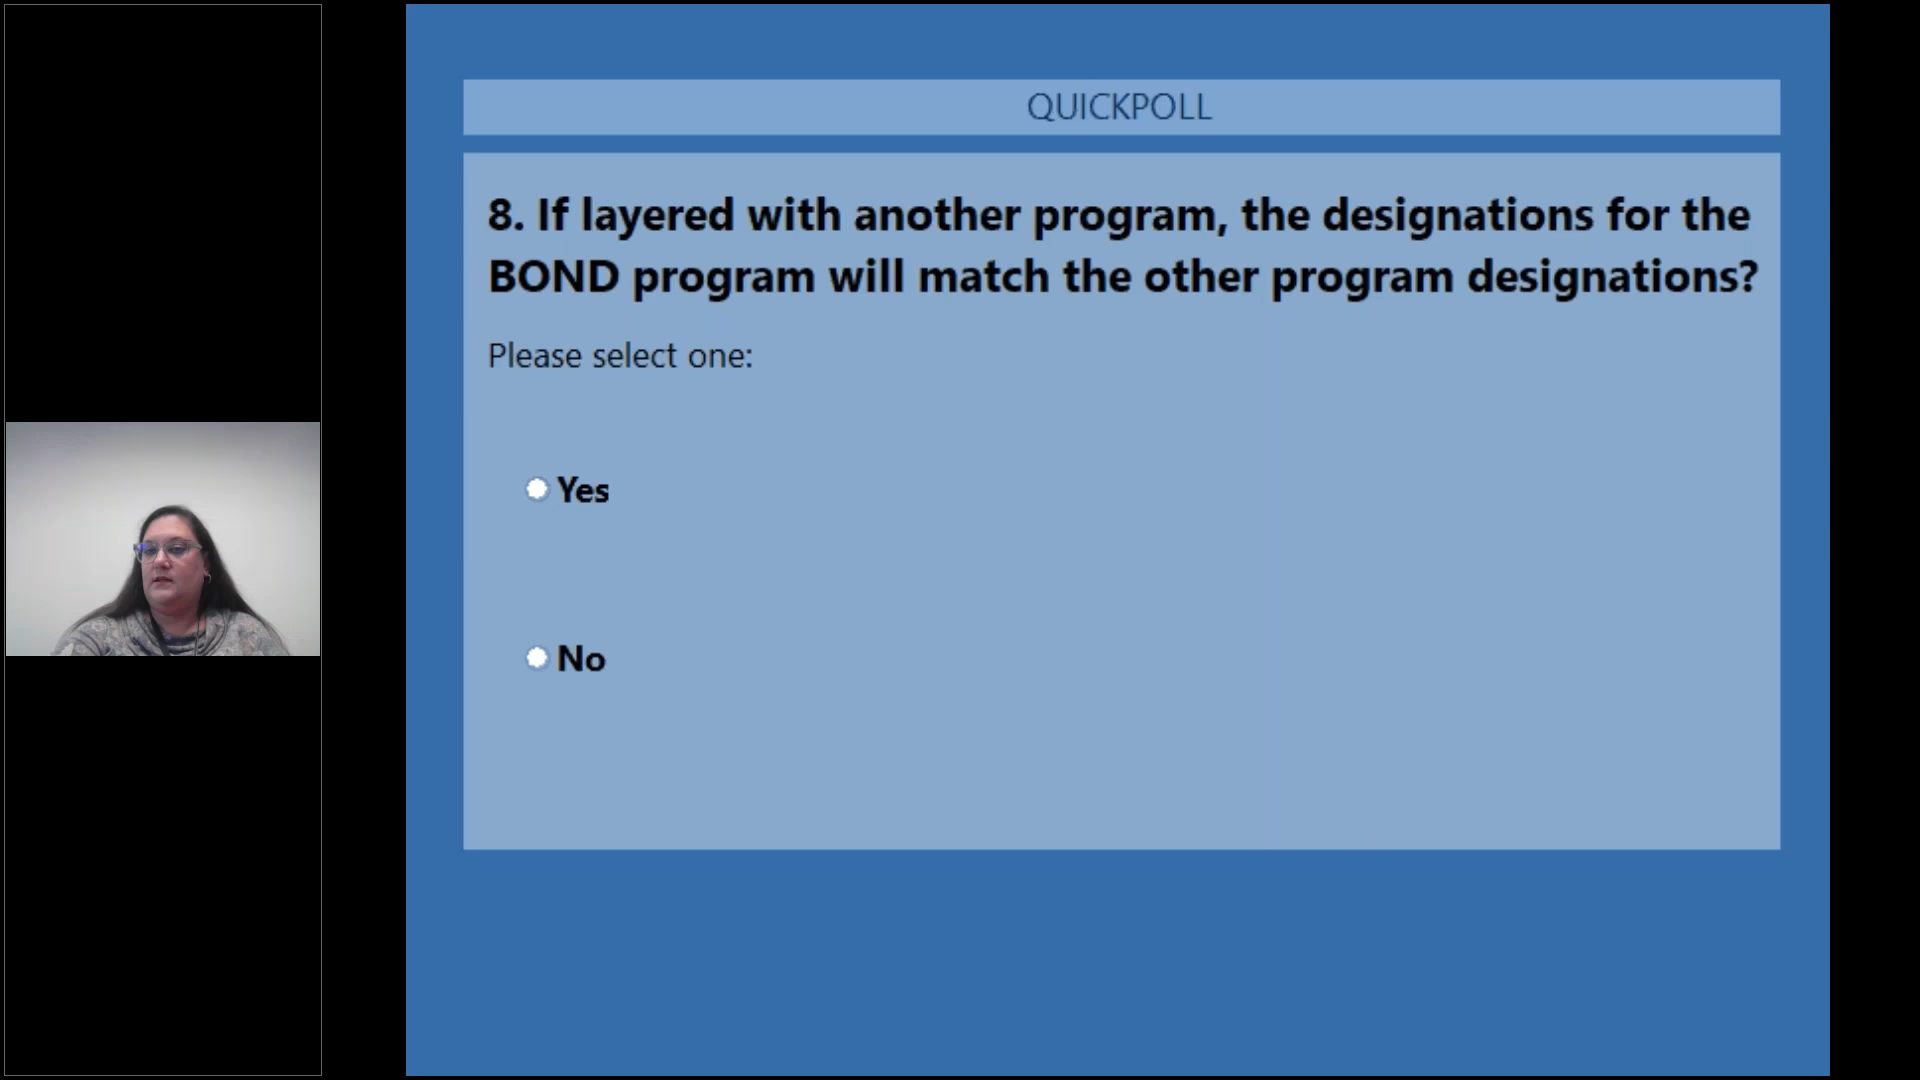 QUICKPOLL
8. If layered with another program, the designations for the
BOND program will match the other program designations?
Please select one:
Yes
No